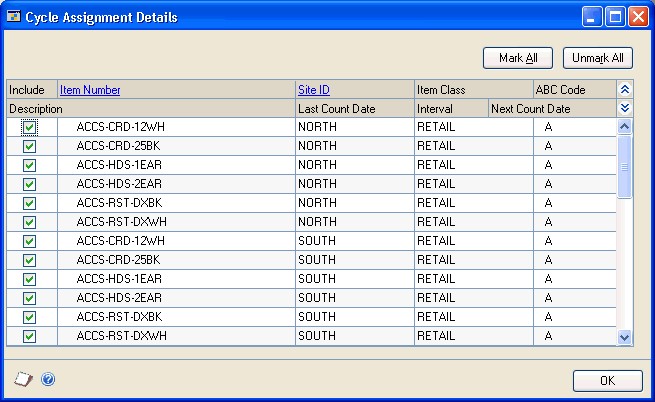 Cycle Assignment Details
Mark All Unmark All
Include Item Number Site ID Item Class ABC Code
Description Last Count Date Interval Next Count Date
ACCS-CRD-12WH NORTH RETAIL A
ACCS-CRD-25BK NORTH RETAIL A
ACCS-HDS-1EAR NORTH RETAIL A
ACCS-HDS-2EAR NORTH RETAIL A
ACCS-RST-DXBK NORTH RETAIL A
ACCS-RST-DXWH NORTH RETAIL A
ACCS-CRD-12WH SOUTH RETAIL A
ACCS-CRD-25BK SOUTH RETAIL A
ACCS-HDS-1EAR SOUTH RETAIL A
ACCS-HDS-2EAR SOUTH RETAIL A
ACCS-RST-DXBK SOUTH RETAIL A
ACCS-RST-DXWH SOUTH RETAIL A
OK